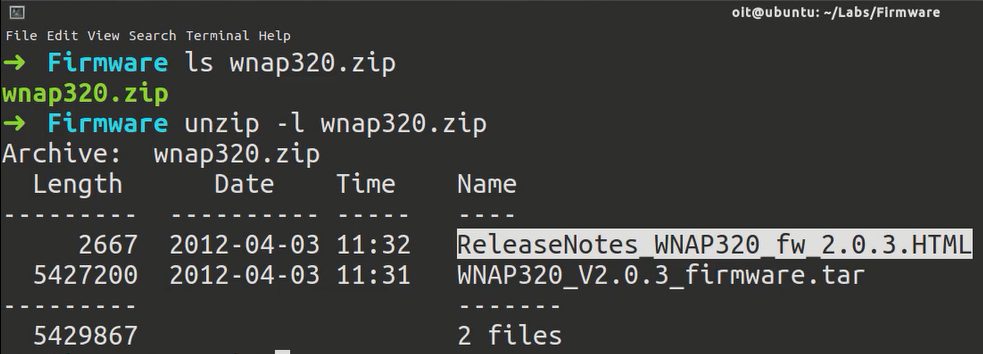 oit@ubuntu: ~/Labs/Firmware
File Edit View Search Terminal Help
→ Firmware ls wnap320.zip
wnap320.zip
→ Firmware unzip -l wnap320.zip
Archive:  wnap320.zip
  Length      Date    Time    Name
---------  ---------- -----   ----
     2667  2012-04-03 11:32   ReleaseNotes_WNAP320_fw_2.0.3.HTML
  5427200  2012-04-03 11:31   WNAP320_V2.0.3_firmware.tar
---------                     -------
  5429867                     2 files